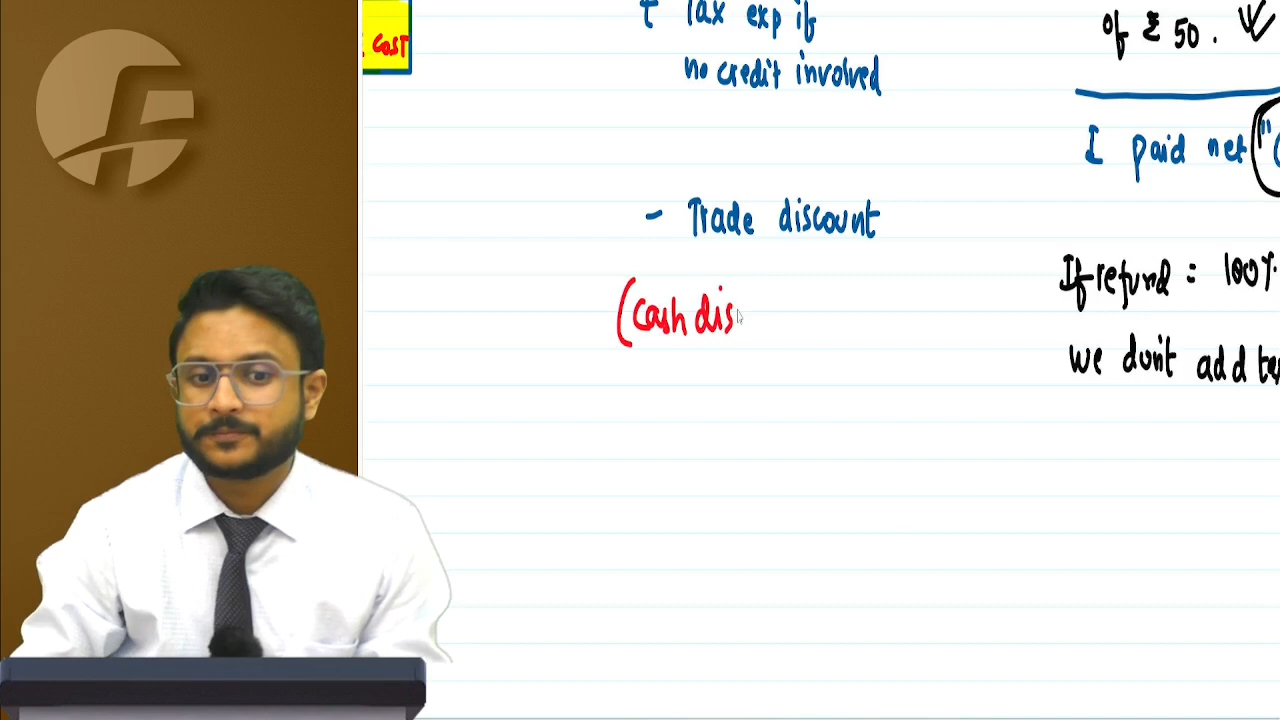 COST
+ Tax exp if
no credit involved
- Trade discount
(Cash dis
of ₹ 50.
I paid net "
If refund = 100%.
we don't add